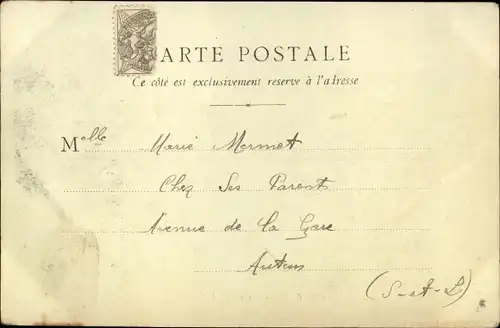 CARTE POSTALE
Ce côté est exclusivement reservé à l'adresse
Melle Marie Mermet
Chez Ses Parent
Avenue de La Gare
Autun
(S-et-L)